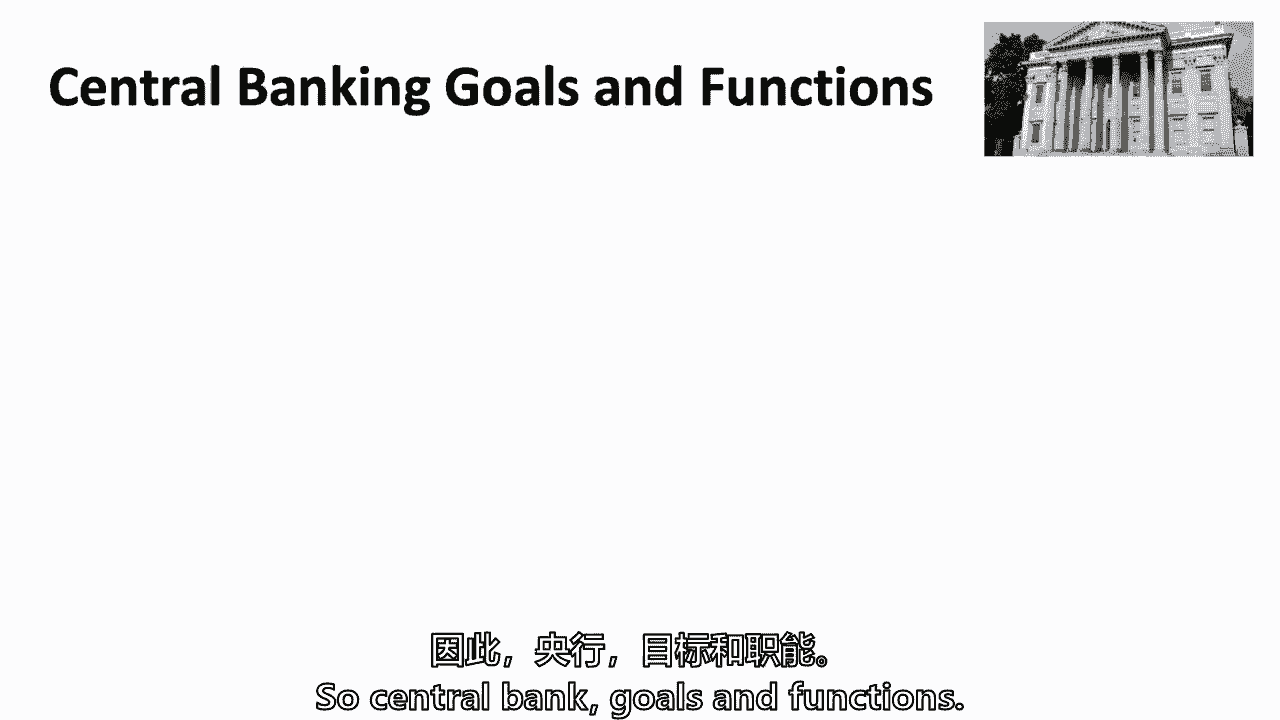 Central Banking Goals and Functions
因此，央行，目标和职能。
So central bank, goals and functions.